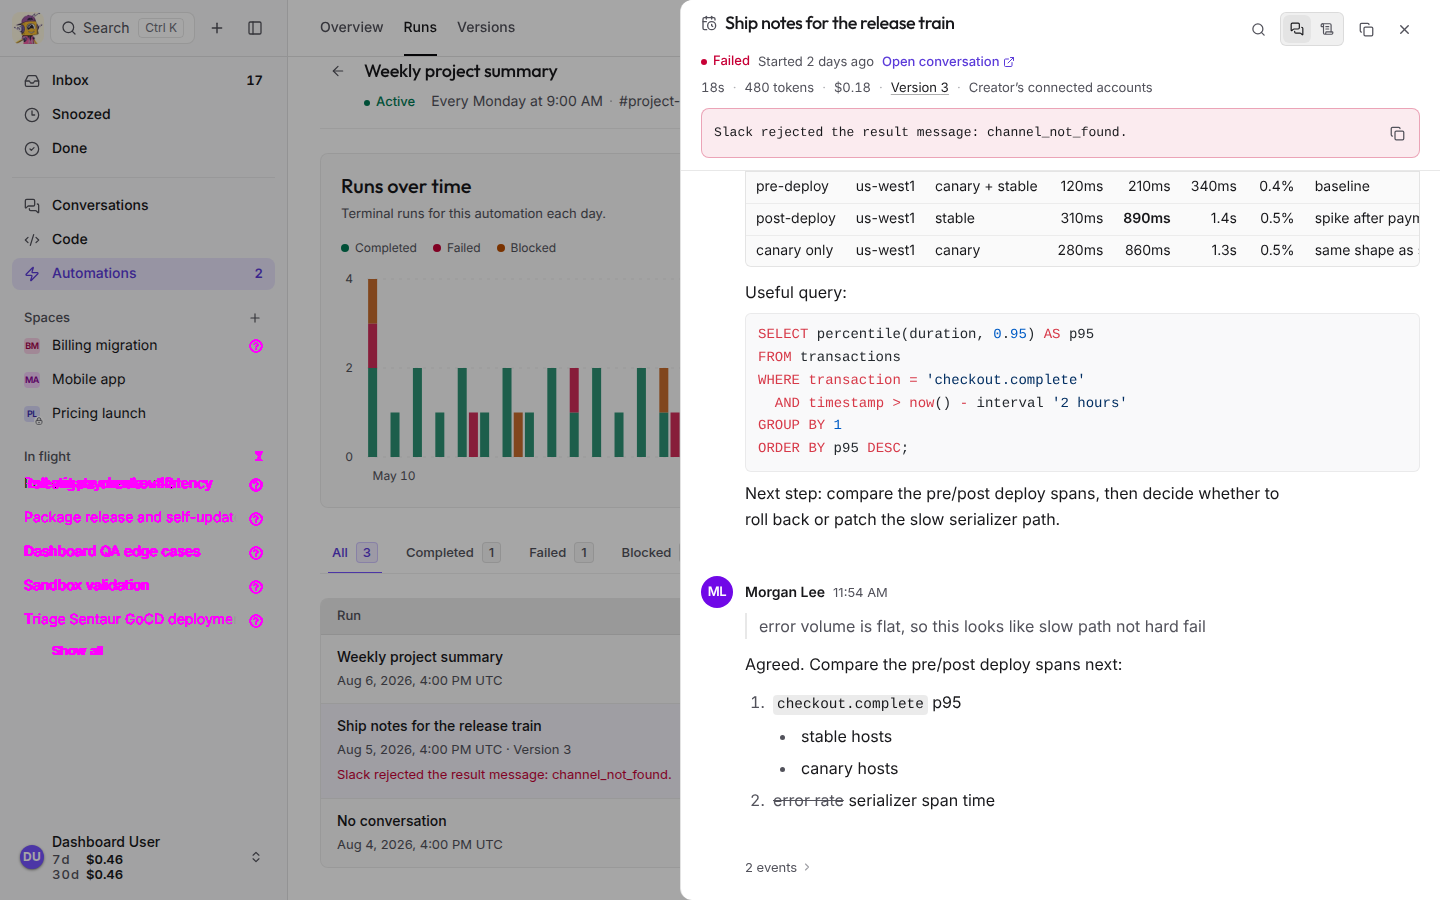 Search Ctrl K
Inbox 17
Snoozed
Done
Conversations
Code
Automations 2
Spaces
BM Billing migration
MA Mobile app
PL Pricing launch
In flight
Package release and self-updat
Dashboard QA edge cases
Sandbox validation
Triage Sentaur GoCD deployme
Show all
DU Dashboard User
7d $0.46
30d $0.46
Overview Runs Versions
Weekly project summary
Active Every Monday at 9:00 AM · #project-
Runs over time
Terminal runs for this automation each day.
Completed Failed Blocked
4
2
0
May 10
All 3 Completed 1 Failed 1 Blocked
Run
Weekly project summary
Aug 6, 2026, 4:00 PM UTC
Ship notes for the release train
Aug 5, 2026, 4:00 PM UTC · Version 3
Slack rejected the result message: channel_not_found.
No conversation
Aug 4, 2026, 4:00 PM UTC
Ship notes for the release train
Failed Started 2 days ago Open conversation
18s · 480 tokens · $0.18 · Version 3 · Creator’s connected accounts
Slack rejected the result message: channel_not_found.
pre-deploy us-west1 canary + stable 120ms 210ms 340ms 0.4% baseline
post-deploy us-west1 stable 310ms 890ms 1.4s 0.5% spike after paym
canary only us-west1 canary 280ms 860ms 1.3s 0.5% same shape as
Useful query:
SELECT percentile(duration, 0.95) AS p95
FROM transactions
WHERE transaction = 'checkout.complete'
AND timestamp > now() - interval '2 hours'
GROUP BY 1
ORDER BY p95 DESC;
Next step: compare the pre/post deploy spans, then decide whether to
roll back or patch the slow serializer path.
ML Morgan Lee 11:54 AM
error volume is flat, so this looks like slow path not hard fail
Agreed. Compare the pre/post deploy spans next:
1. checkout.complete p95
• stable hosts
• canary hosts
2. error rate serializer span time
2 events